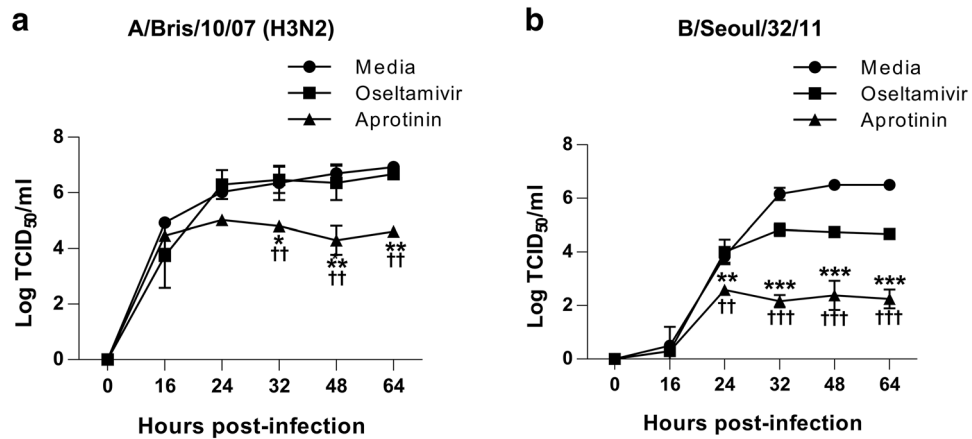 a
A/Bris/10/07 (H3N2)
Media
Oseltamivir
Aprotinin
Log TCID50/ml
8
6
4
2
0
*
††
**
††
**
††
0 16 24 32 48 64
Hours post-infection
b
B/Seoul/32/11
Media
Oseltamivir
Aprotinin
Log TCID50/ml
8
6
4
2
0
**
††
***
†††
***
†††
***
†††
0 16 24 32 48 64
Hours post-infection